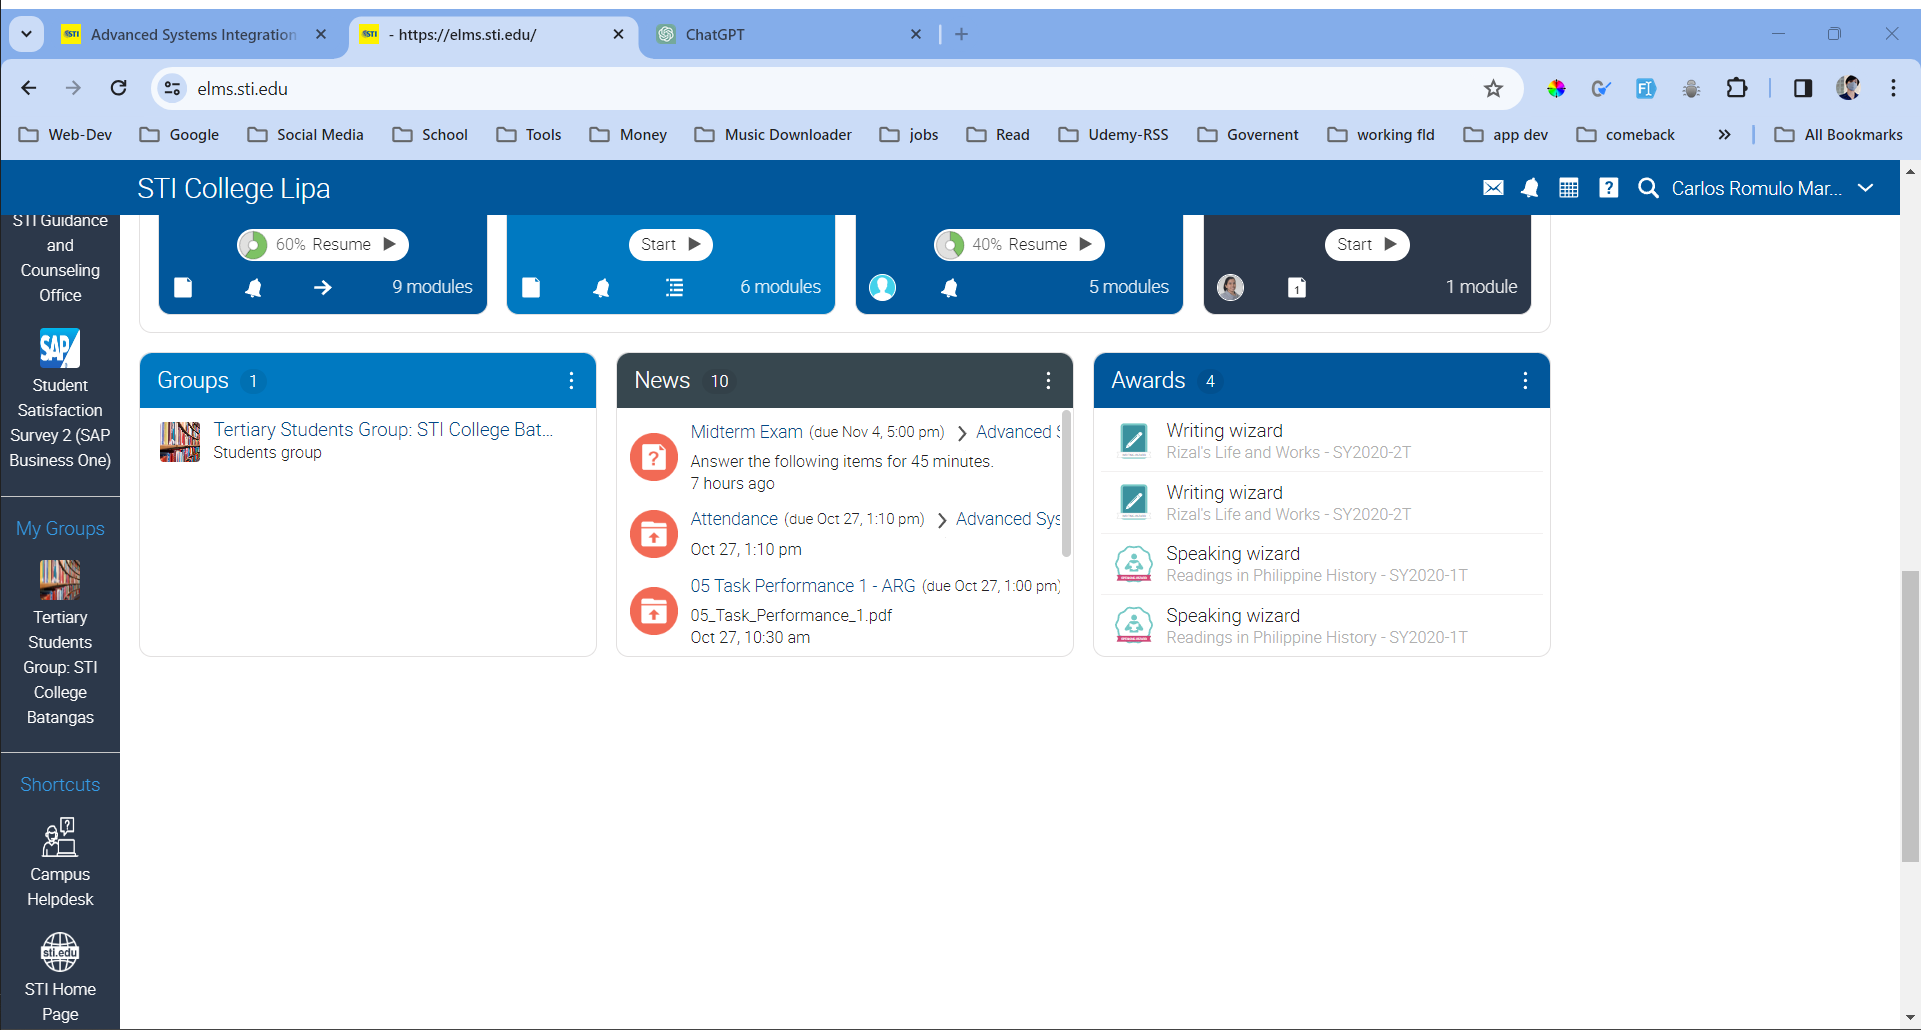 Advanced Systems Integration
- https://elms.sti.edu/
ChatGPT
elms.sti.edu
Web-Dev
Google
Social Media
School
Tools
Money
Music Downloader
jobs
Read
Udemy-RSS
Governent
working fld
app dev
comeback
All Bookmarks
STI College Lipa
Carlos Romulo Mar...
STI Guidance
and
Counseling
Office
SAP
Student
Satisfaction
Survey 2 (SAP
Business One)
My Groups
Tertiary
Students
Group: STI
College
Batangas
Shortcuts
Campus
Helpdesk
sti.edu
STI Home
Page
60% Resume
9 modules
Start
6 modules
40% Resume
5 modules
Start
1
1 module
Groups 1
Tertiary Students Group: STI College Bat...
Students group
News 10
Midterm Exam (due Nov 4, 5:00 pm) > Advanced S
Answer the following items for 45 minutes.
7 hours ago
Attendance (due Oct 27, 1:10 pm) > Advanced Sys
Oct 27, 1:10 pm
05 Task Performance 1 - ARG (due Oct 27, 1:00 pm)
05_Task_Performance_1.pdf
Oct 27, 10:30 am
Awards 4
Writing wizard
Rizal's Life and Works - SY2020-2T
Writing wizard
Rizal's Life and Works - SY2020-2T
Speaking wizard
Readings in Philippine History - SY2020-1T
Speaking wizard
Readings in Philippine History - SY2020-1T